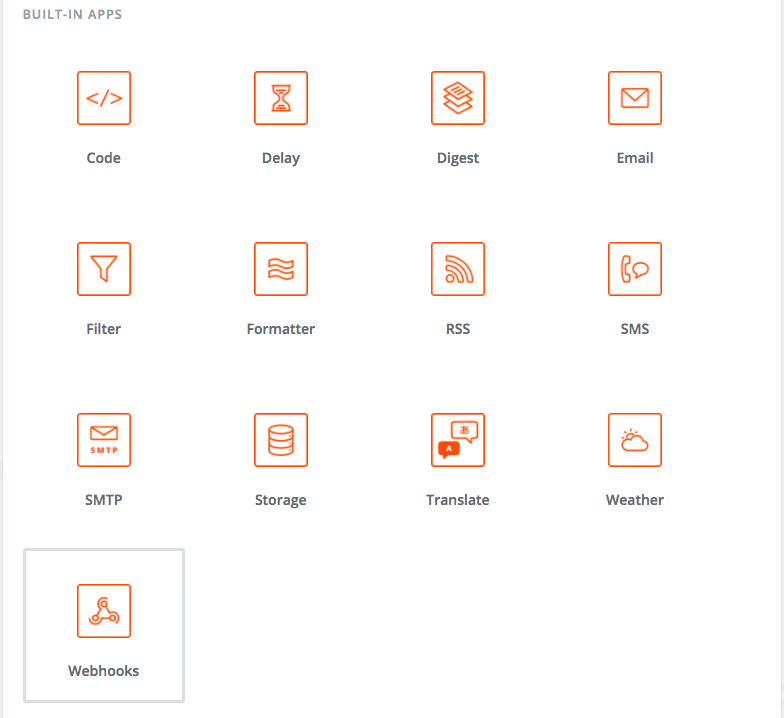 BUILT-IN APPS
Code
Delay
Digest
Email
Filter
Formatter
RSS
SMS
SMTP
SMTP
Storage
あ
A
Translate
Weather
Webhooks